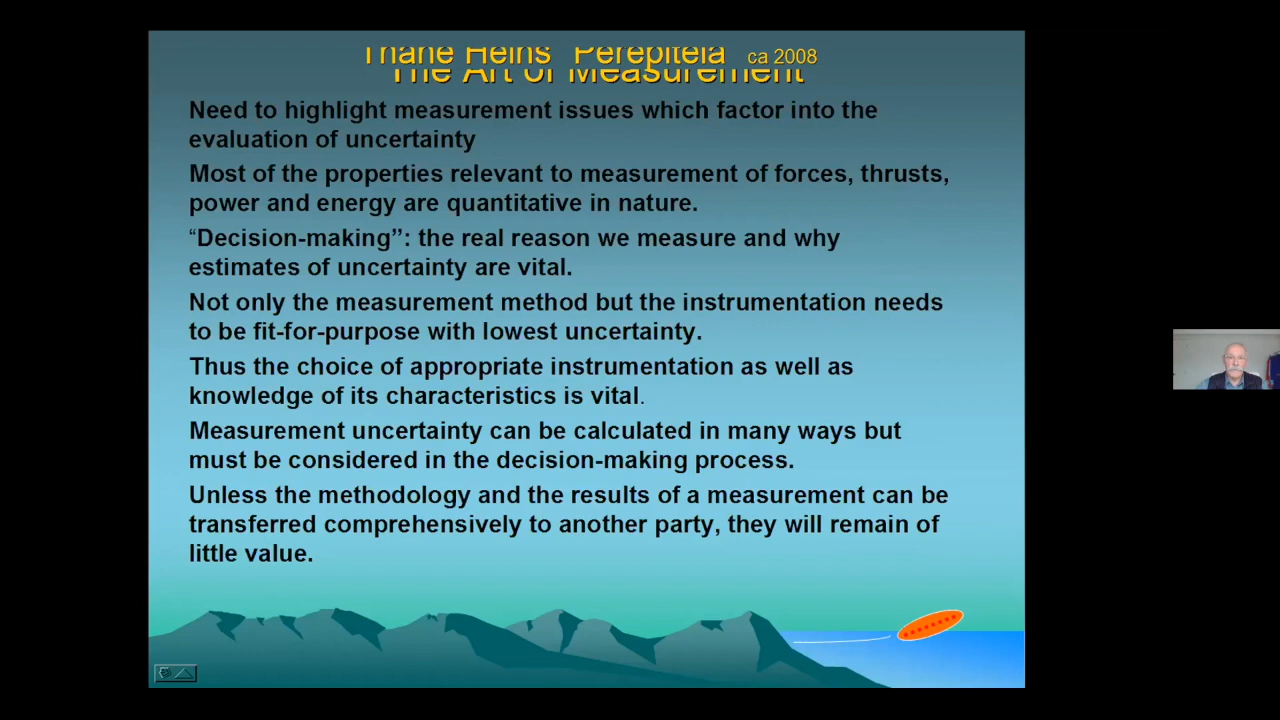 Thane Heins "Perepiteia ca 2008
The Art of Measurement
Need to highlight measurement issues which factor into the
evaluation of uncertainty
Most of the properties relevant to measurement of forces, thrusts,
power and energy are quantitative in nature.
“Decision-making”: the real reason we measure and why
estimates of uncertainty are vital.
Not only the measurement method but the instrumentation needs
to be fit-for-purpose with lowest uncertainty.
Thus the choice of appropriate instrumentation as well as
knowledge of its characteristics is vital.
Measurement uncertainty can be calculated in many ways but
must be considered in the decision-making process.
Unless the methodology and the results of a measurement can be
transferred comprehensively to another party, they will remain of
little value.